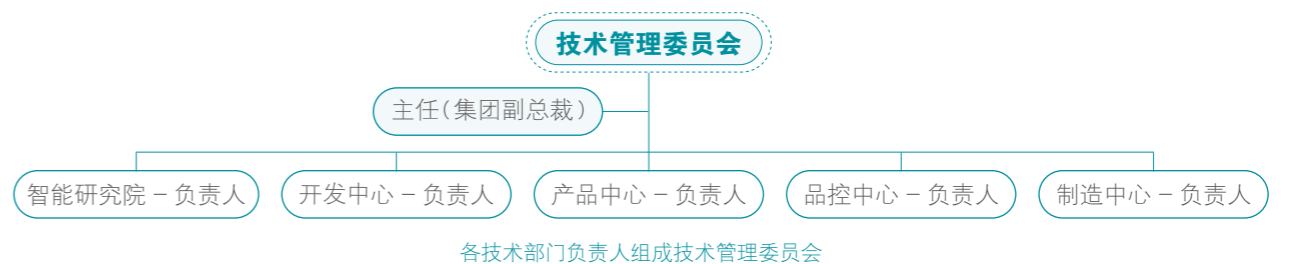 技术管理委员会
主任（集团副总裁）
智能研究院 – 负责人
开发中心 – 负责人
产品中心 – 负责人
品控中心 – 负责人
制造中心 – 负责人
各技术部门负责人组成技术管理委员会